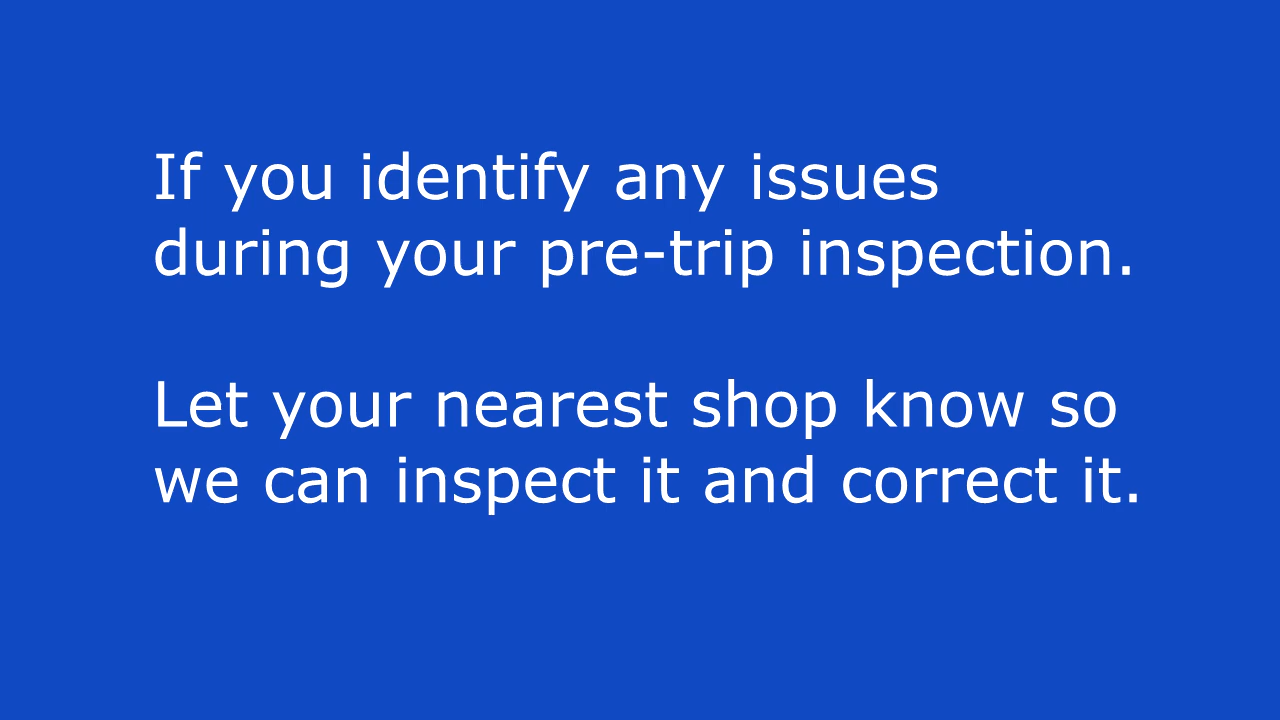 If you identify any issues
during your pre-trip inspection.
Let your nearest shop know so
we can inspect it and correct it.